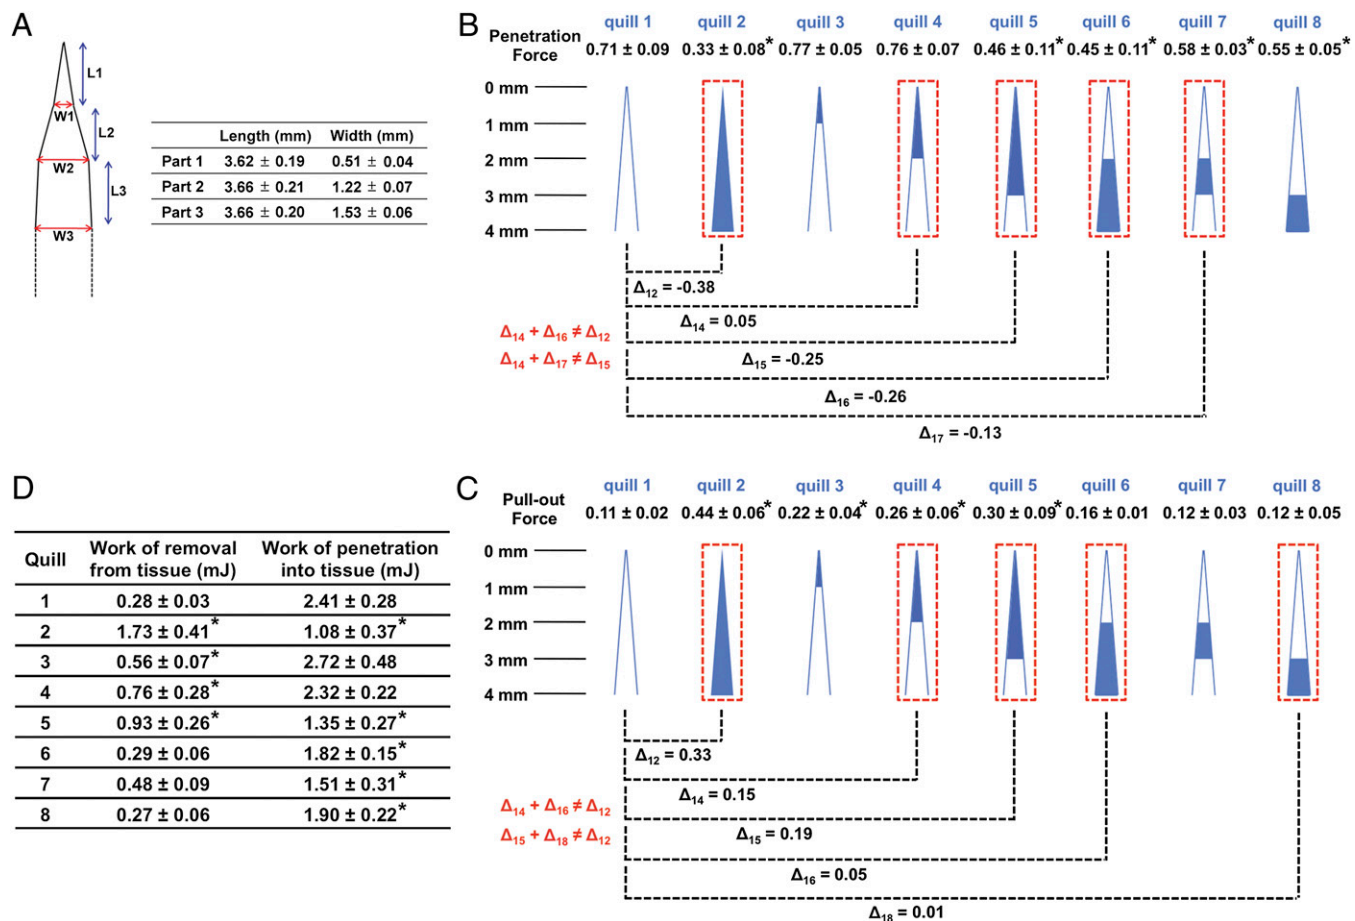 A
L1
W1
L2
W2
L3
W3
Length (mm) Width (mm)
Part 1 3.62 ± 0.19 0.51 ± 0.04
Part 2 3.66 ± 0.21 1.22 ± 0.07
Part 3 3.66 ± 0.20 1.53 ± 0.06
B
quill 1 quill 2 quill 3 quill 4 quill 5 quill 6 quill 7 quill 8
Penetration
Force
0.71 ± 0.09 0.33 ± 0.08* 0.77 ± 0.05 0.76 ± 0.07 0.46 ± 0.11* 0.45 ± 0.11* 0.58 ± 0.03* 0.55 ± 0.05*
0 mm
1 mm
2 mm
3 mm
4 mm
Δ12 = -0.38
Δ14 = 0.05
Δ14 + Δ16 ≠ Δ12
Δ14 + Δ17 ≠ Δ15
Δ15 = -0.25
Δ16 = -0.26
Δ17 = -0.13
D
Quill Work of removal from tissue (mJ) Work of penetration into tissue (mJ)
1 0.28 ± 0.03 2.41 ± 0.28
2 1.73 ± 0.41* 1.08 ± 0.37*
3 0.56 ± 0.07* 2.72 ± 0.48
4 0.76 ± 0.28* 2.32 ± 0.22
5 0.93 ± 0.26* 1.35 ± 0.27*
6 0.29 ± 0.06 1.82 ± 0.15*
7 0.48 ± 0.09 1.51 ± 0.31*
8 0.27 ± 0.06 1.90 ± 0.22*
C
quill 1 quill 2 quill 3 quill 4 quill 5 quill 6 quill 7 quill 8
Pull-out
Force
0.11 ± 0.02 0.44 ± 0.06* 0.22 ± 0.04* 0.26 ± 0.06* 0.30 ± 0.09* 0.16 ± 0.01 0.12 ± 0.03 0.12 ± 0.05
0 mm
1 mm
2 mm
3 mm
4 mm
Δ12 = 0.33
Δ14 = 0.15
Δ14 + Δ16 ≠ Δ12
Δ15 + Δ18 ≠ Δ12
Δ15 = 0.19
Δ16 = 0.05
Δ18 = 0.01